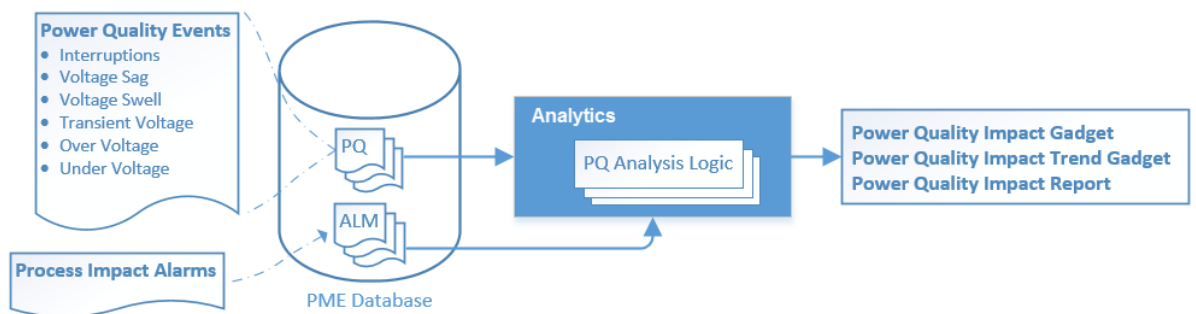 Power Quality Events
• Interruptions
• Voltage Sag
• Voltage Swell
• Transient Voltage
• Over Voltage
• Under Voltage
Process Impact Alarms
PQ
ALM
PME Database
Analytics
PQ Analysis Logic
Power Quality Impact Gadget
Power Quality Impact Trend Gadget
Power Quality Impact Report